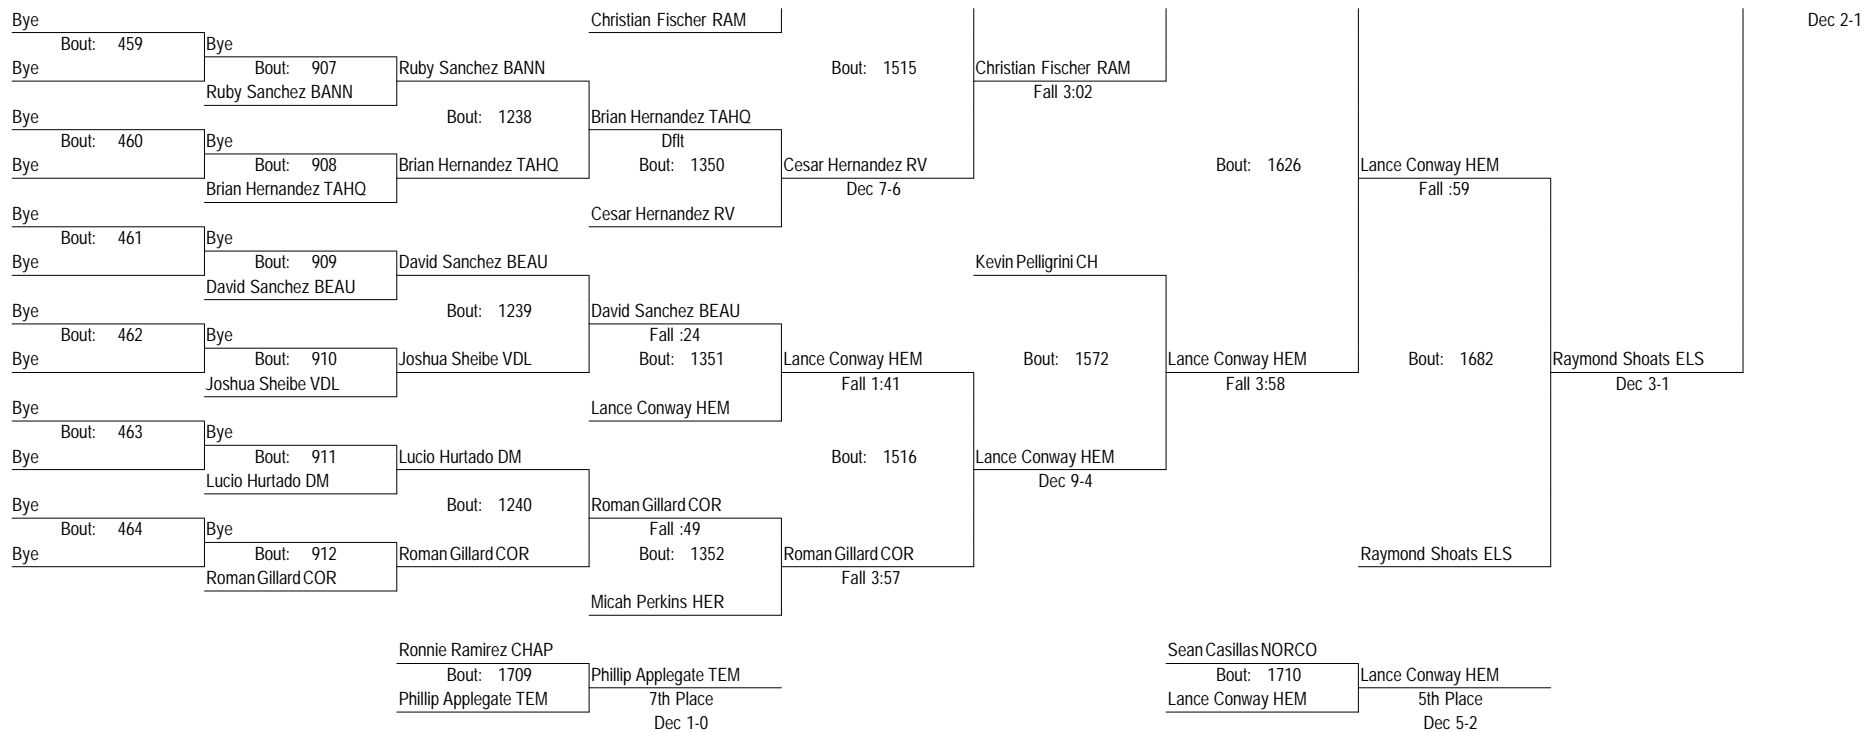 Bye
Christian Fischer RAM
Dec 2-1
Bout: 459
Bye
Bye
Bout: 907
Ruby Sanchez BANN
Bout: 1515
Christian Fischer RAM
Ruby Sanchez BANN
Fall 3:02
Bye
Bout: 1238
Brian Hernandez TAHQ
Bout: 460
Bye
Dflt
Bye
Bout: 908
Brian Hernandez TAHQ
Bout: 1350
Cesar Hernandez RV
Bout: 1626
Lance Conway HEM
Brian Hernandez TAHQ
Dec 7-6
Fall :59
Bye
Cesar Hernandez RV
Bout: 461
Bye
Bye
Bout: 909
David Sanchez BEAU
Kevin Pelligrini CH
David Sanchez BEAU
Bye
Bout: 1239
David Sanchez BEAU
Bout: 462
Bye
Fall :24
Bye
Bout: 910
Joshua Sheibe VDL
Bout: 1351
Lance Conway HEM
Bout: 1572
Lance Conway HEM
Bout: 1682
Raymond Shoats ELS
Joshua Sheibe VDL
Fall 1:41
Fall 3:58
Dec 3-1
Bye
Lance Conway HEM
Bout: 463
Bye
Bye
Bout: 911
Lucio Hurtado DM
Bout: 1516
Lance Conway HEM
Lucio Hurtado DM
Dec 9-4
Bye
Bout: 1240
Roman Gillard COR
Bout: 464
Bye
Fall :49
Bye
Bout: 912
Roman Gillard COR
Bout: 1352
Roman Gillard COR
Raymond Shoats ELS
Roman Gillard COR
Fall 3:57
Micah Perkins HER
Ronnie Ramirez CHAP
Sean Casillas NORCO
Bout: 1709
Phillip Applegate TEM
Bout: 1710
Lance Conway HEM
Phillip Applegate TEM
7th Place
Lance Conway HEM
5th Place
Dec 1-0
Dec 5-2